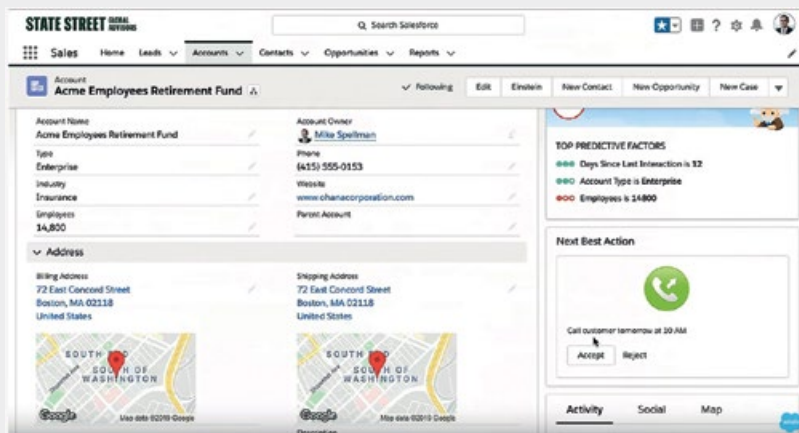 STATE STREET GLOBAL ADVISORS
Search Salesforce
Sales Home Leads Accounts Contacts Opportunities Reports
Account
Acme Employees Retirement Fund
Following Edit Einstein New Contact New Opportunity New Case
Account Name
Acme Employees Retirement Fund
Account Owner
Mike Spellman
Type
Enterprise
Phone
(415) 555-0153
Industry
Insurance
Website
www.ohanacorporation.com
Employees
14,800
Parent Account
Address
Billing Address
72 East Concord Street
Boston, MA 02118
United States
Shipping Address
72 East Concord Street
Boston, MA 02118
United States
SOUTH
SOUTH OF
WASHINGTON
Google
Map data ©2019 Google
SOUTH
SOUTH OF
WASHINGTON
Google
Map data ©2019 Google
Description
TOP PREDICTIVE FACTORS
Days Since Last Interaction is 12
Account Type is Enterprise
Employees is 14800
Next Best Action
Call customer tomorrow at 10 AM
Accept Reject
Activity Social Map